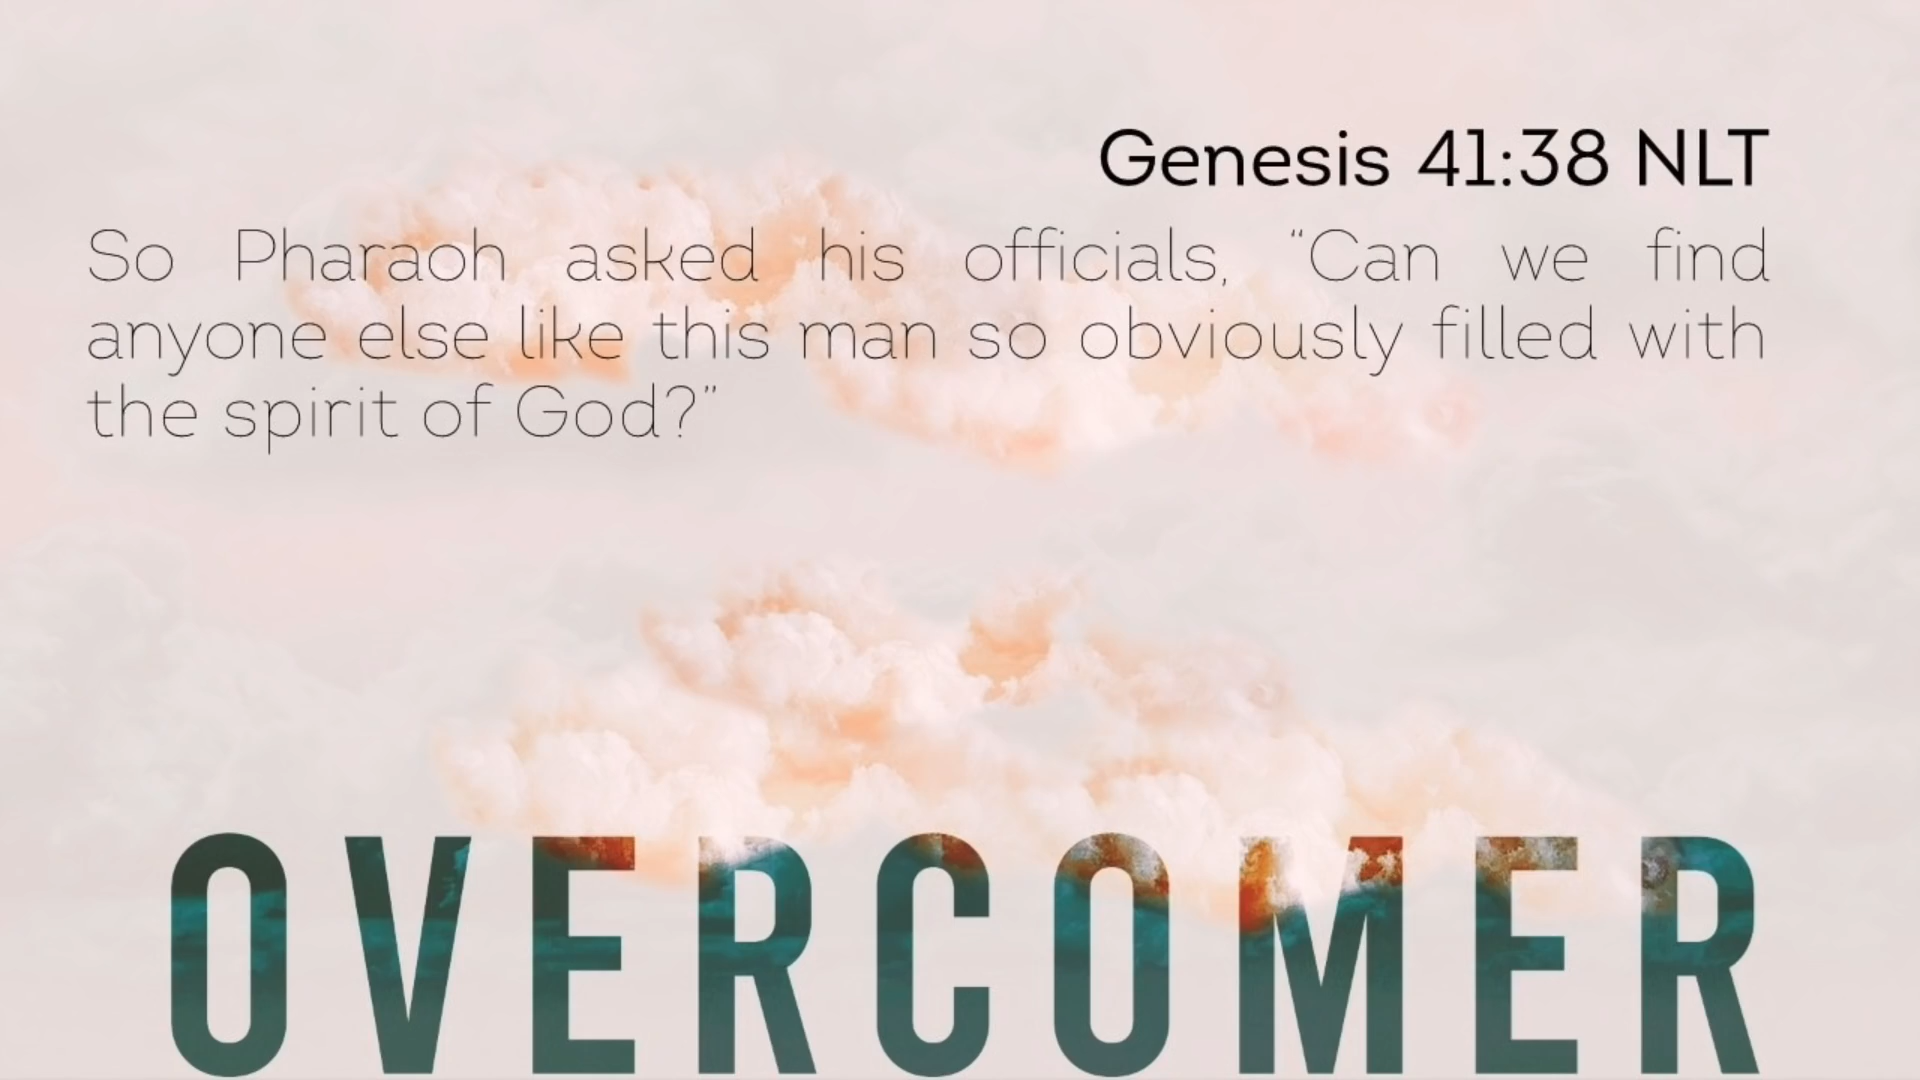 Genesis 41:38 NLT
So Pharaoh asked his officials, “Can we find
anyone else like this man so obviously filled with
the spirit of God?”
OVERCOMER